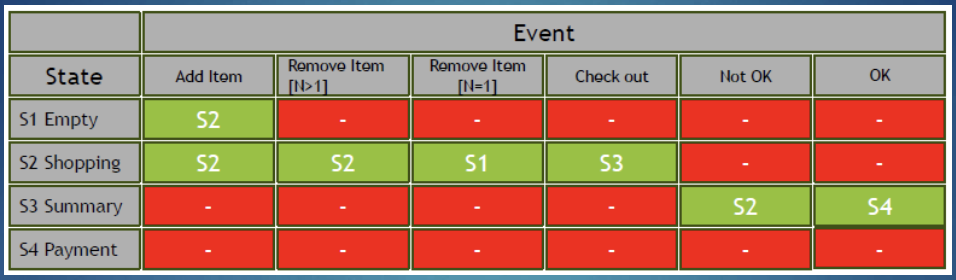 Event
State Add Item Remove Item [N>1] Remove Item [N=1] Check out Not OK OK
S1 Empty S2 - - - - -
S2 Shopping S2 S2 S1 S3 - -
S3 Summary - - - - S2 S4
S4 Payment - - - - - -